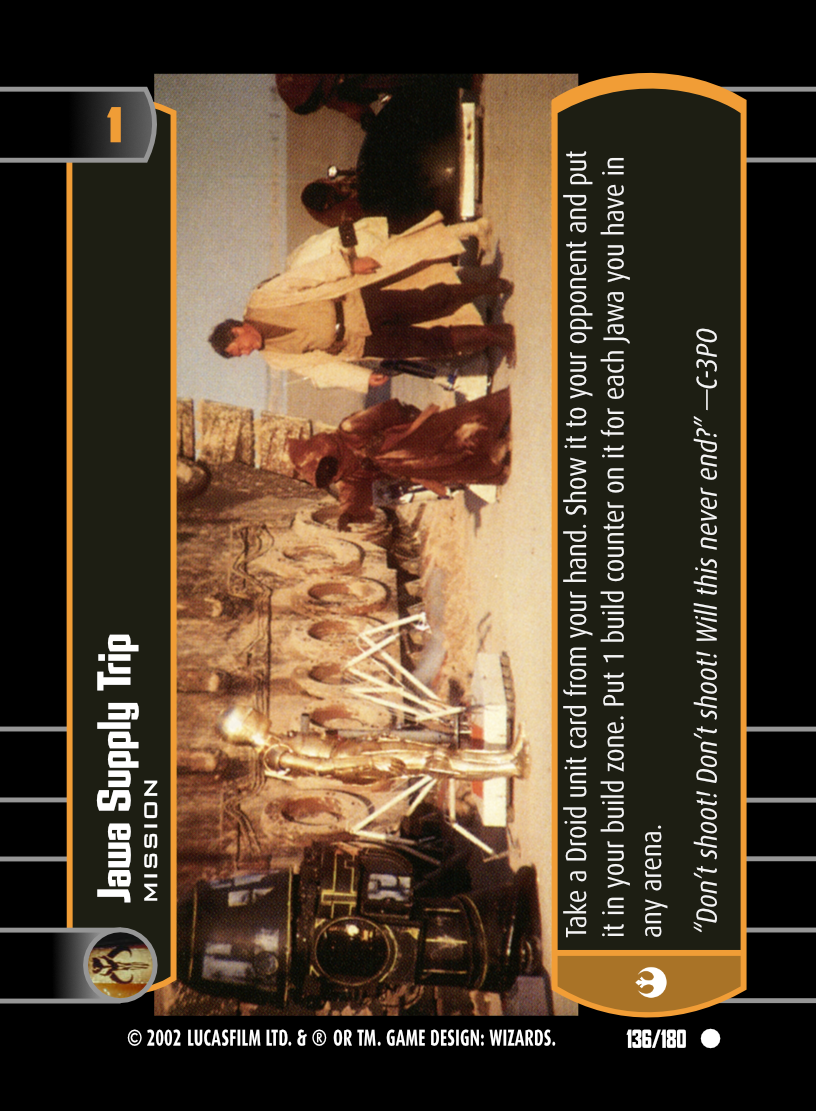 1
Jawa Supply Trip
MISSION
Take a Droid unit card from your hand. Show it to your opponent and put
it in your build zone. Put 1 build counter on it for each Jawa you have in
any arena.
“Don’t shoot! Don’t shoot! Will this never end?” —C-3PO
© 2002 LUCASFILM LTD. & ® OR TM. GAME DESIGN: WIZARDS.
136/180